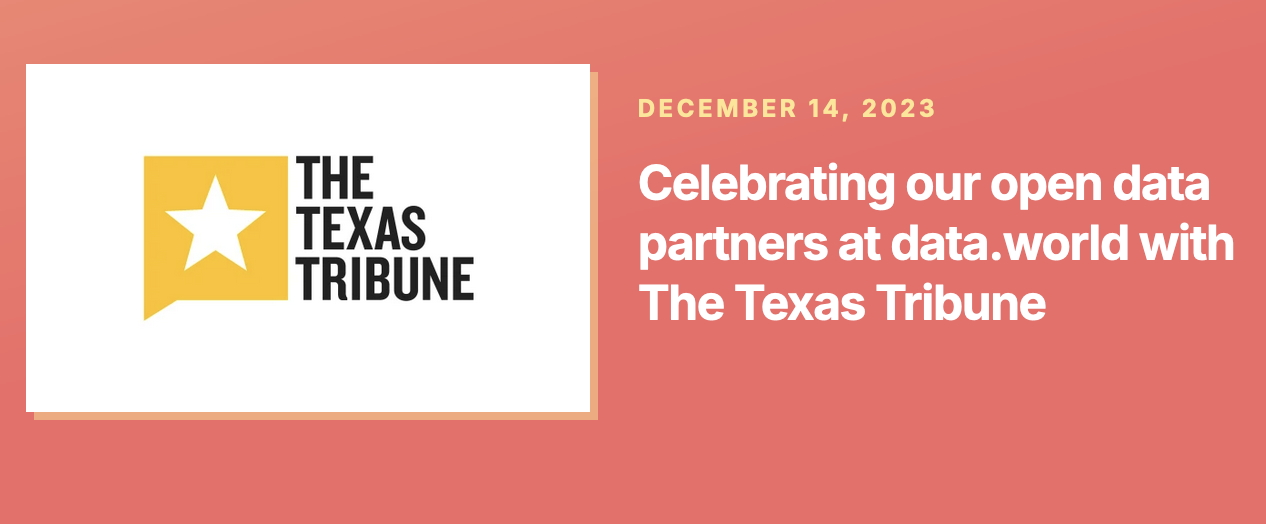 THE
TEXAS
TRIBUNE
DECEMBER 14, 2023
Celebrating our open data
partners at data.world with
The Texas Tribune